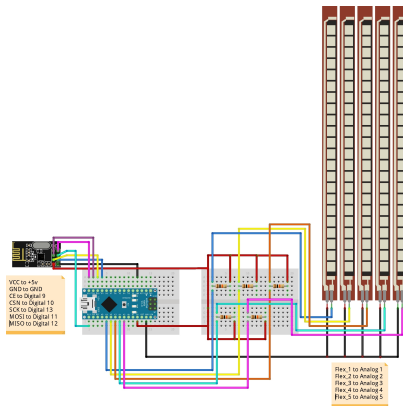 VCC to +5v
GND to GND
CE to Digital 9
CSN to Digital 10
SCK to Digital 13
MOSI to Digital 11
MISO to Digital 12
Flex_1 to Analog 1
Flex_2 to Analog 2
Flex_3 to Analog 3
Flex_4 to Analog 4
Flex_5 to Analog 5